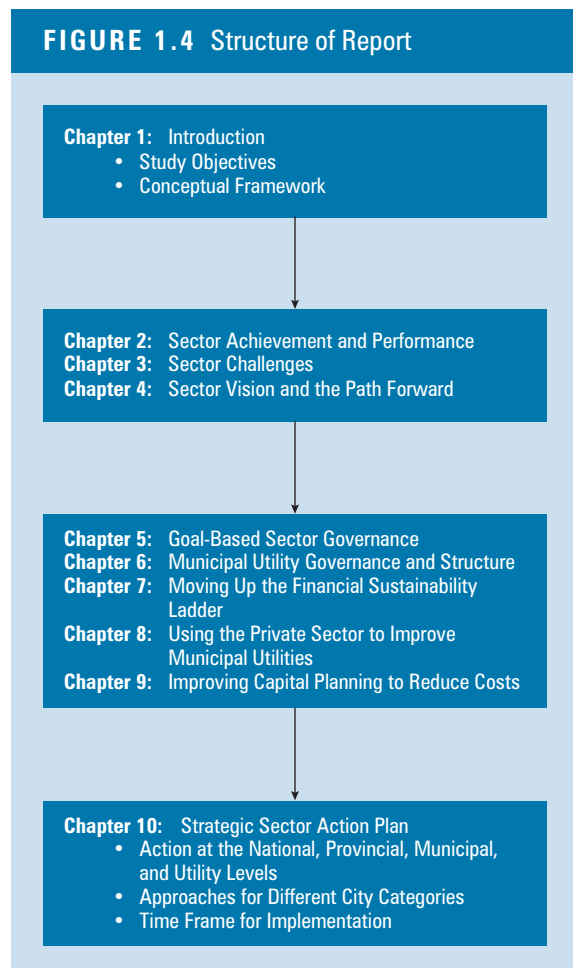 FIGURE 1.4 Structure of Report
Chapter 1: Introduction
• Study Objectives
• Conceptual Framework
Chapter 2: Sector Achievement and Performance
Chapter 3: Sector Challenges
Chapter 4: Sector Vision and the Path Forward
Chapter 5: Goal-Based Sector Governance
Chapter 6: Municipal Utility Governance and Structure
Chapter 7: Moving Up the Financial Sustainability
Ladder
Chapter 8: Using the Private Sector to Improve
Municipal Utilities
Chapter 9: Improving Capital Planning to Reduce Costs
Chapter 10: Strategic Sector Action Plan
• Action at the National, Provincial, Municipal,
and Utility Levels
• Approaches for Different City Categories
• Time Frame for Implementation